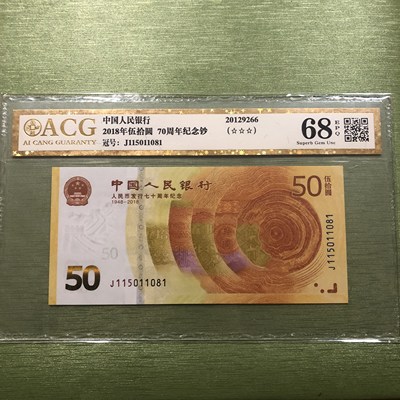 ACG
AI CANG GUARANTY
中国人民银行
2018年伍拾圆 70周年纪念钞
冠号: J115011081
20129266
(☆☆☆)
68 EPQ
Superb Gem Unc
中国人民银行
人民币发行七十周年纪念
1948-2018
50 伍拾圆
50
50
J115011081
J115011081